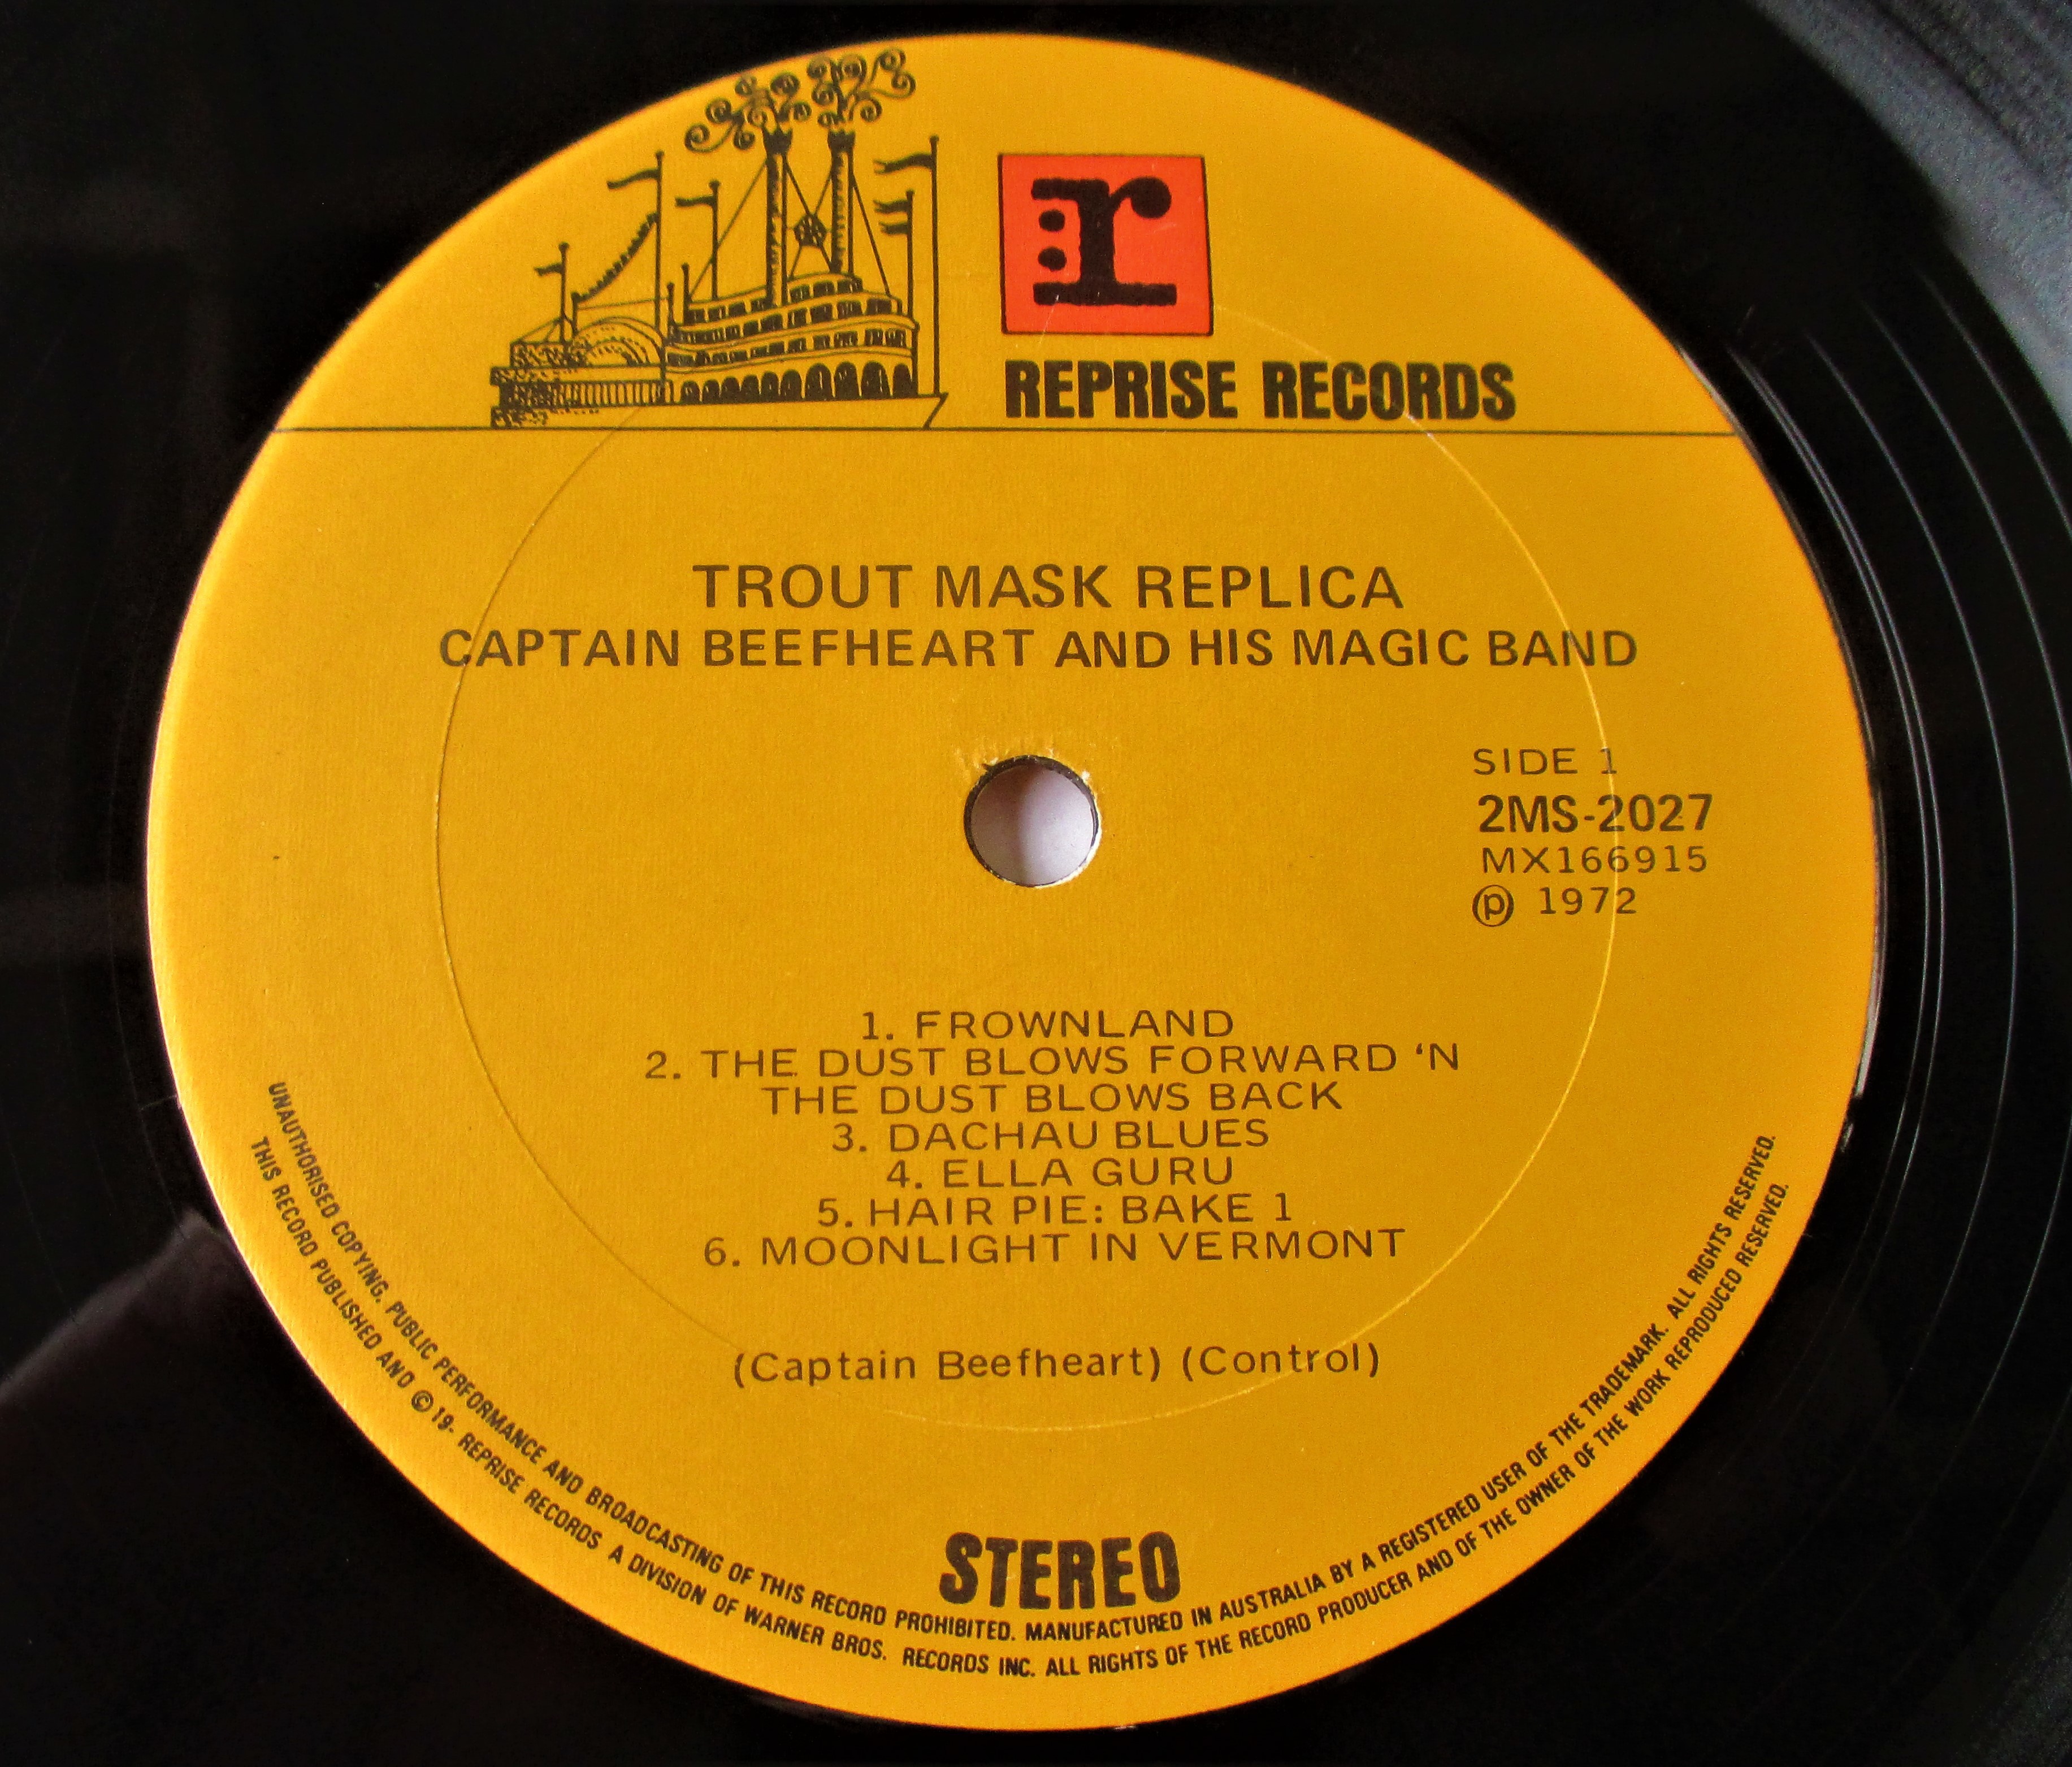 r
REPRISE RECORDS
TROUT MASK REPLICA
CAPTAIN BEEFHEART AND HIS MAGIC BAND
SIDE 1
2MS-2027
MX166915
℗ 1972
1. FROWNLAND
2. THE DUST BLOWS FORWARD ‘N
THE DUST BLOWS BACK
3. DACHAU BLUES
4. ELLA GURU
5. HAIR PIE: BAKE 1
6. MOONLIGHT IN VERMONT
(Captain Beefheart) (Control)
STEREO
UNAUTHORISED COPYING, PUBLIC PERFORMANCE AND BROADCASTING OF THIS RECORD PROHIBITED. MANUFACTURED IN AUSTRALIA BY A REGISTERED USER OF THE TRADEMARK. ALL RIGHTS RESERVED.
THIS RECORD PUBLISHED AND © 19- REPRISE RECORDS A DIVISION OF WARNER BROS. RECORDS INC. ALL RIGHTS OF THE RECORD PRODUCER AND OF THE OWNER OF THE WORK REPRODUCED RESERVED.